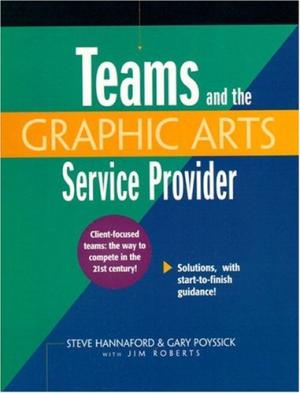 Teams and the
GRAPHIC ARTS
Service Provider
Client-focused
teams: the way to
compete in the
21st century!
Solutions, with
start-to-finish
guidance!
STEVE HANNAFORD & GARY POYSSICK
WITH JIM ROBERTS